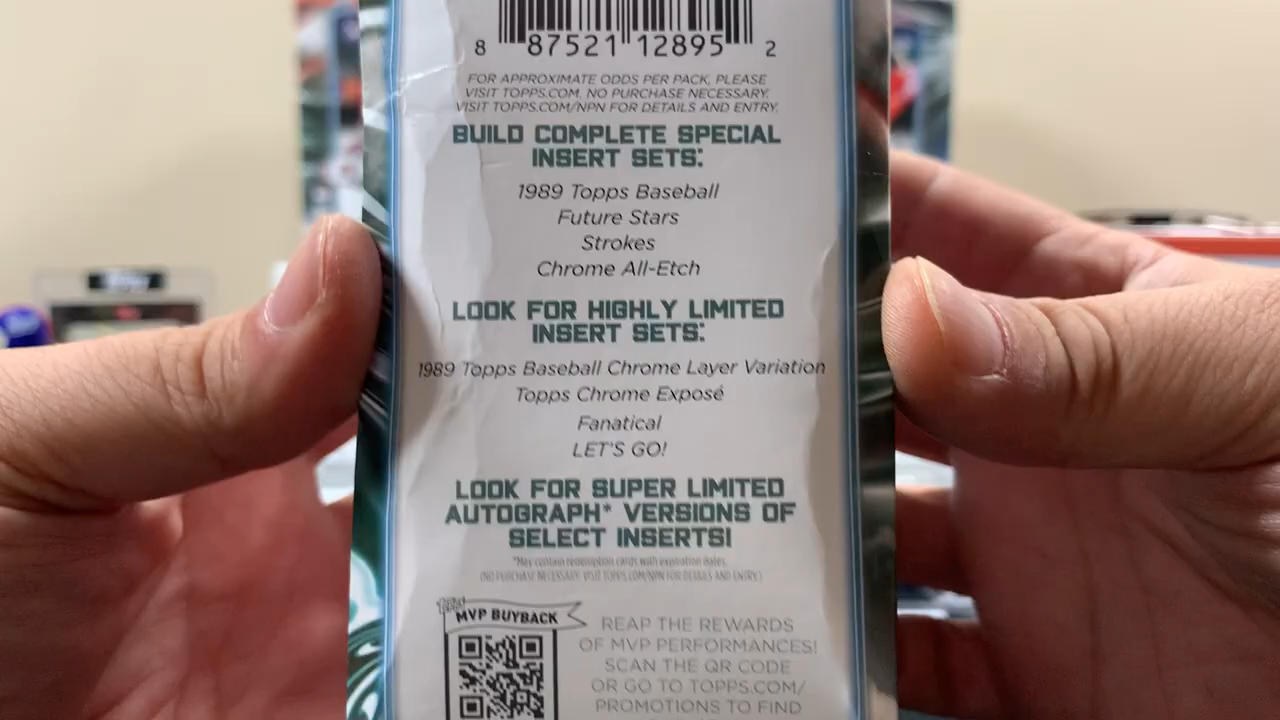 8 87521 12895 2
FOR APPROXIMATE ODDS PER PACK, PLEASE
VISIT TOPPS.COM. NO PURCHASE NECESSARY.
VISIT TOPPS.COM/NPN FOR DETAILS AND ENTRY.
BUILD COMPLETE SPECIAL
INSERT SETS:
1989 Topps Baseball
Future Stars
Strokes
Chrome All-Etch
LOOK FOR HIGHLY LIMITED
INSERT SETS:
1989 Topps Baseball Chrome Layer Variation
Topps Chrome Exposé
Fanatical
LET'S GO!
LOOK FOR SUPER LIMITED
AUTOGRAPH* VERSIONS OF
SELECT INSERTS!
*May contain redemption cards with expiration dates.
(NO PURCHASE NECESSARY. VISIT TOPPS.COM/NPN FOR DETAILS AND ENTRY.)
topps
MVP BUYBACK
REAP THE REWARDS
OF MVP PERFORMANCES!
SCAN THE QR CODE
OR GO TO TOPPS.COM/
PROMOTIONS TO FIND